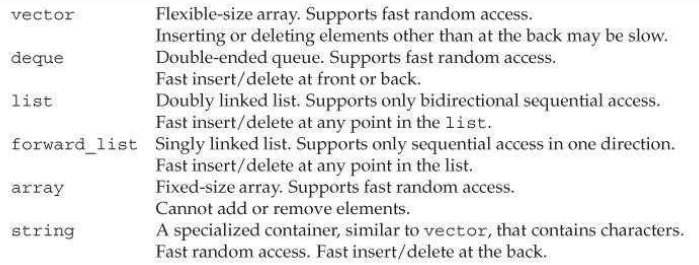 vector Flexible-size array. Supports fast random access.
Inserting or deleting elements other than at the back may be slow.
deque Double-ended queue. Supports fast random access.
Fast insert/delete at front or back.
list Doubly linked list. Supports only bidirectional sequential access.
Fast insert/delete at any point in the list.
forward_list Singly linked list. Supports only sequential access in one direction.
Fast insert/delete at any point in the list.
array Fixed-size array. Supports fast random access.
Cannot add or remove elements.
string A specialized container, similar to vector, that contains characters.
Fast random access. Fast insert/delete at the back.